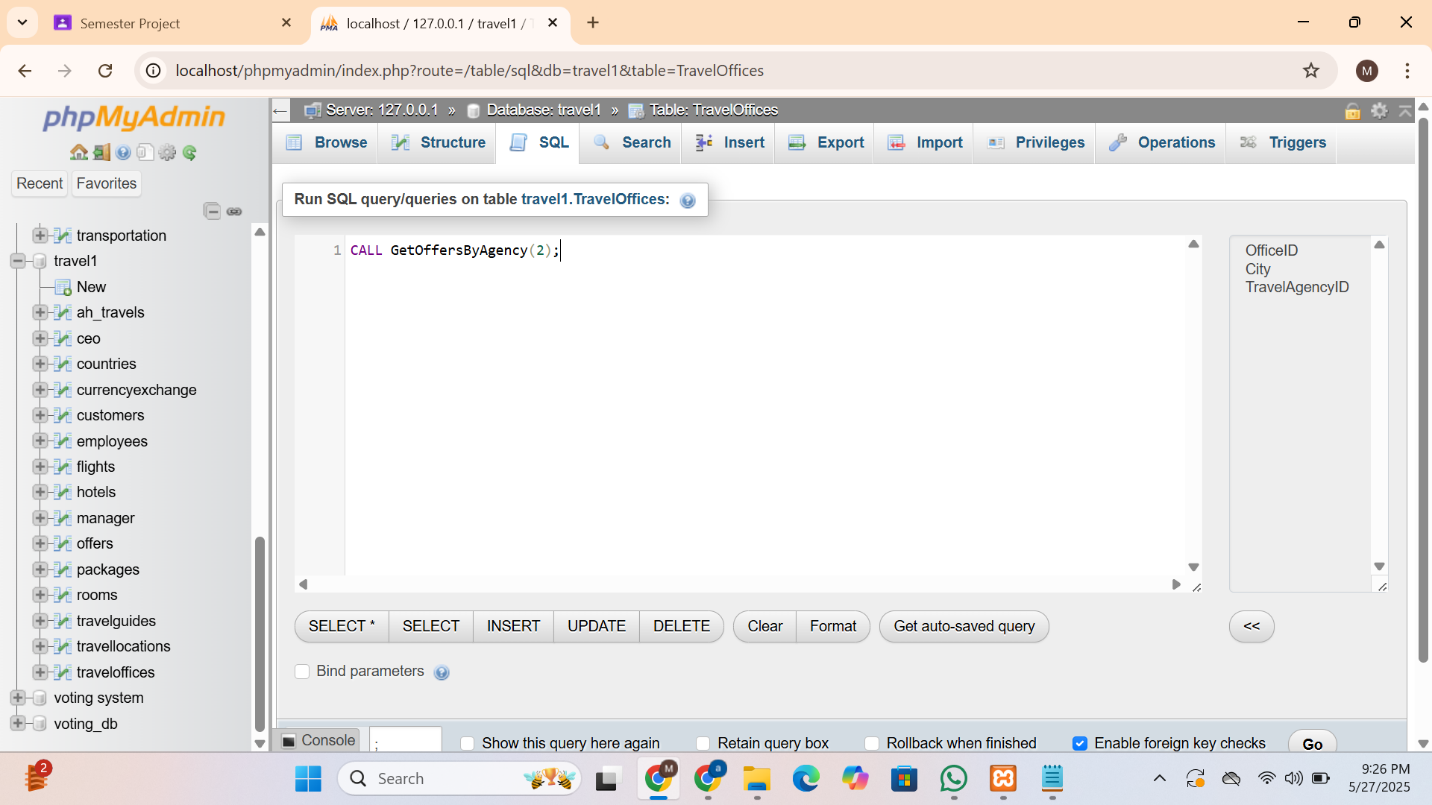 Semester Project
localhost / 127.0.0.1 / travel1 / T
localhost/phpmyadmin/index.php?route=/table/sql&db=travel1&table=TravelOffices
M
phpMyAdmin
Recent
Favorites
transportation
travel1
New
ah_travels
ceo
countries
currencyexchange
customers
employees
flights
hotels
manager
offers
packages
rooms
travelguides
travellocations
traveloffices
voting system
voting_db
Server: 127.0.0.1 » Database: travel1 » Table: TravelOffices
Browse Structure SQL Search Insert Export Import Privileges Operations Triggers
Run SQL query/queries on table travel1.TravelOffices:
1 CALL GetOffersByAgency(2);
OfficeID
City
TravelAgencyID
SELECT * SELECT INSERT UPDATE DELETE Clear Format Get auto-saved query <<
Bind parameters
Console ; Show this query here again Retain query box Rollback when finished Enable foreign key checks Go
2
Search
M
a
9:26 PM
5/27/2025